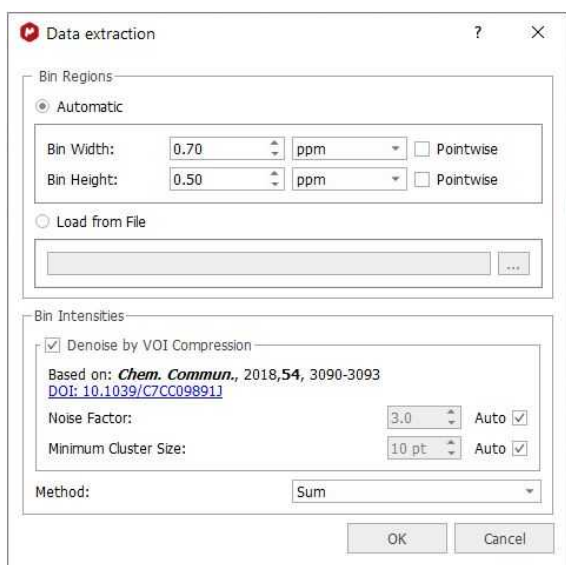 Data extraction ?
Bin Regions
Automatic
Bin Width: 0.70 ppm Pointwise
Bin Height: 0.50 ppm Pointwise
Load from File
...
Bin Intensities
Denoise by VOI Compression
Based on: Chem. Commun., 2018,54, 3090-3093
DOI: 10.1039/C7CC09891J
Noise Factor: 3.0 Auto
Minimum Cluster Size: 10 pt Auto
Method: Sum
OK Cancel